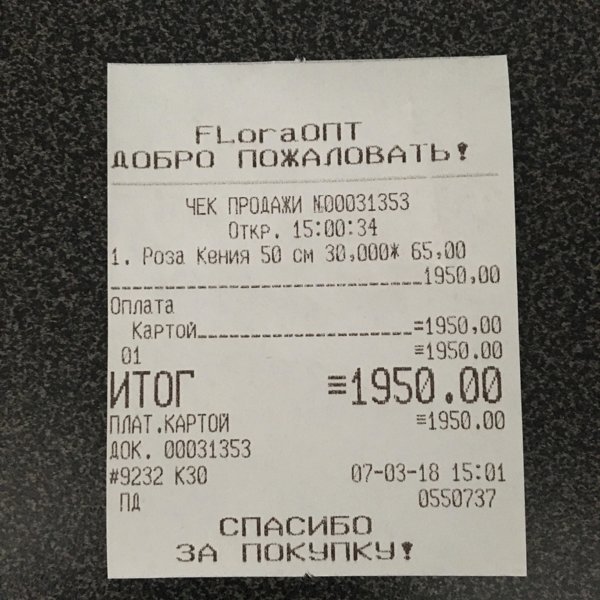 FLoraОПТ
ДОБРО ПОЖАЛОВАТЬ!
ЧЕК ПРОДАЖИ №00031353
Откр. 15:00:34
1. Роза Кения 50 см 30,000* 65,00
1950,00
Оплата
Картой =1950,00
01 ≡1950.00
ИТОГ ≡1950.00
ПЛАТ.КАРТОЙ ≡1950.00
ДОК. 00031353
#9232 К30 07-03-18 15:01
ПД 0550737
СПАСИБО
ЗА ПОКУПКУ!